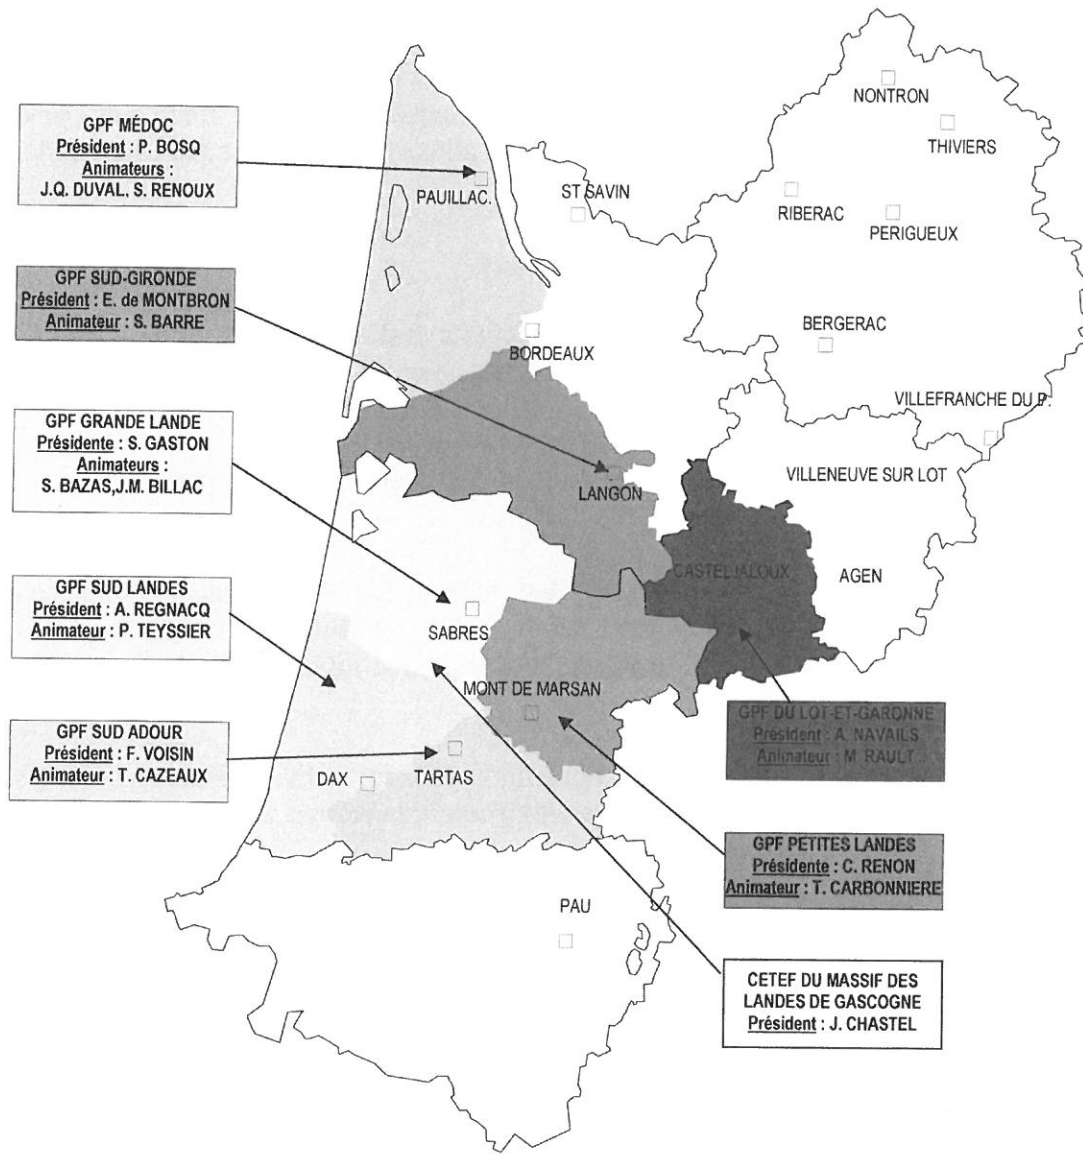 NONTRON
THIVIERS
GPF MÉDOC
Président : P. BOSQ
Animateurs :
J.Q. DUVAL, S. RENOUX
PAUILLAC.
ST SAVIN
RIBERAC
PERIGUEUX
GPF SUD-GIRONDE
Président : E. de MONTBRON
Animateur : S. BARRE
BORDEAUX
BERGERAC
VILLEFRANCHE DU P.
GPF GRANDE LANDE
Présidente : S. GASTON
Animateurs :
S. BAZAS,J.M. BILLAC
LANGON
VILLENEUVE SUR LOT
CASTELJALOUX
AGEN
GPF SUD LANDES
Président : A. REGNACQ
Animateur : P. TEYSSIER
SABRES
MONT DE MARSAN
GPF DU LOT-ET-GARONNE
Président : A. NAVAILS
Animateur : M. RAULT
GPF SUD ADOUR
Président : F. VOISIN
Animateur : T. CAZEAUX
DAX
TARTAS
GPF PETITES LANDES
Présidente : C. RENON
Animateur : T. CARBONNIERE
PAU
CETEF DU MASSIF DES
LANDES DE GASCOGNE
Président : J. CHASTEL